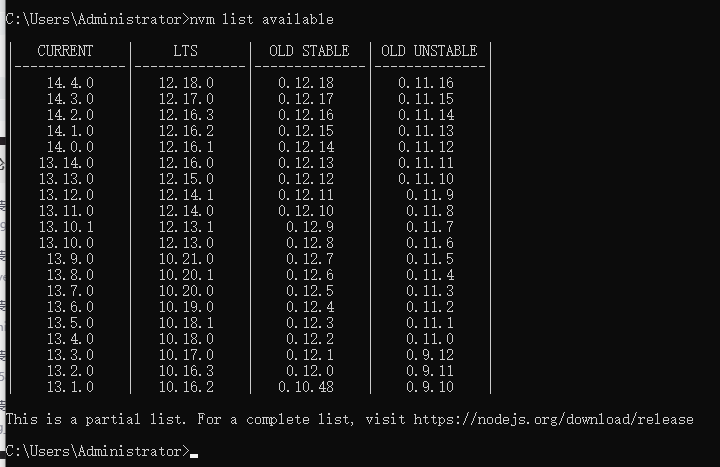 C:\Users\Administrator>nvm list available
| CURRENT | LTS | OLD STABLE | OLD UNSTABLE |
|--------------|--------------|--------------|--------------|
| 14.4.0 | 12.18.0 | 0.12.18 | 0.11.16 |
| 14.3.0 | 12.17.0 | 0.12.17 | 0.11.15 |
| 14.2.0 | 12.16.3 | 0.12.16 | 0.11.14 |
| 14.1.0 | 12.16.2 | 0.12.15 | 0.11.13 |
| 14.0.0 | 12.16.1 | 0.12.14 | 0.11.12 |
| 13.14.0 | 12.16.0 | 0.12.13 | 0.11.11 |
| 13.13.0 | 12.15.0 | 0.12.12 | 0.11.10 |
| 13.12.0 | 12.14.1 | 0.12.11 | 0.11.9 |
| 13.11.0 | 12.14.0 | 0.12.10 | 0.11.8 |
| 13.10.1 | 12.13.1 | 0.12.9 | 0.11.7 |
| 13.10.0 | 12.13.0 | 0.12.8 | 0.11.6 |
| 13.9.0 | 10.21.0 | 0.12.7 | 0.11.5 |
| 13.8.0 | 10.20.1 | 0.12.6 | 0.11.4 |
| 13.7.0 | 10.20.0 | 0.12.5 | 0.11.3 |
| 13.6.0 | 10.19.0 | 0.12.4 | 0.11.2 |
| 13.5.0 | 10.18.1 | 0.12.3 | 0.11.1 |
| 13.4.0 | 10.18.0 | 0.12.2 | 0.11.0 |
| 13.3.0 | 10.17.0 | 0.12.1 | 0.9.12 |
| 13.2.0 | 10.16.3 | 0.12.0 | 0.9.11 |
| 13.1.0 | 10.16.2 | 0.10.48 | 0.9.10 |
This is a partial list. For a complete list, visit https://nodejs.org/download/release
C:\Users\Administrator>